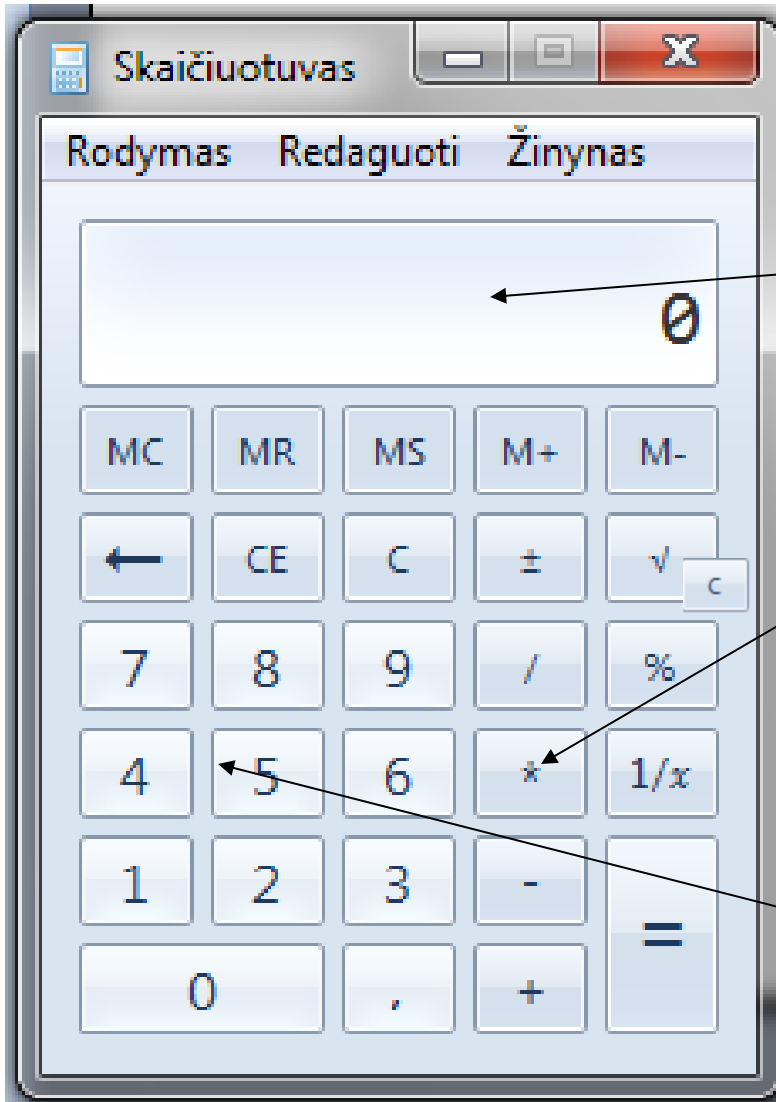 Skaičiuotuvas
Rodymas Redaguoti Žinynas
0
MC MR MS M+ M-
← CE C ± √
c
7 8 9 / %
4 5 6 * 1/x
1 2 3 - =
0 , +